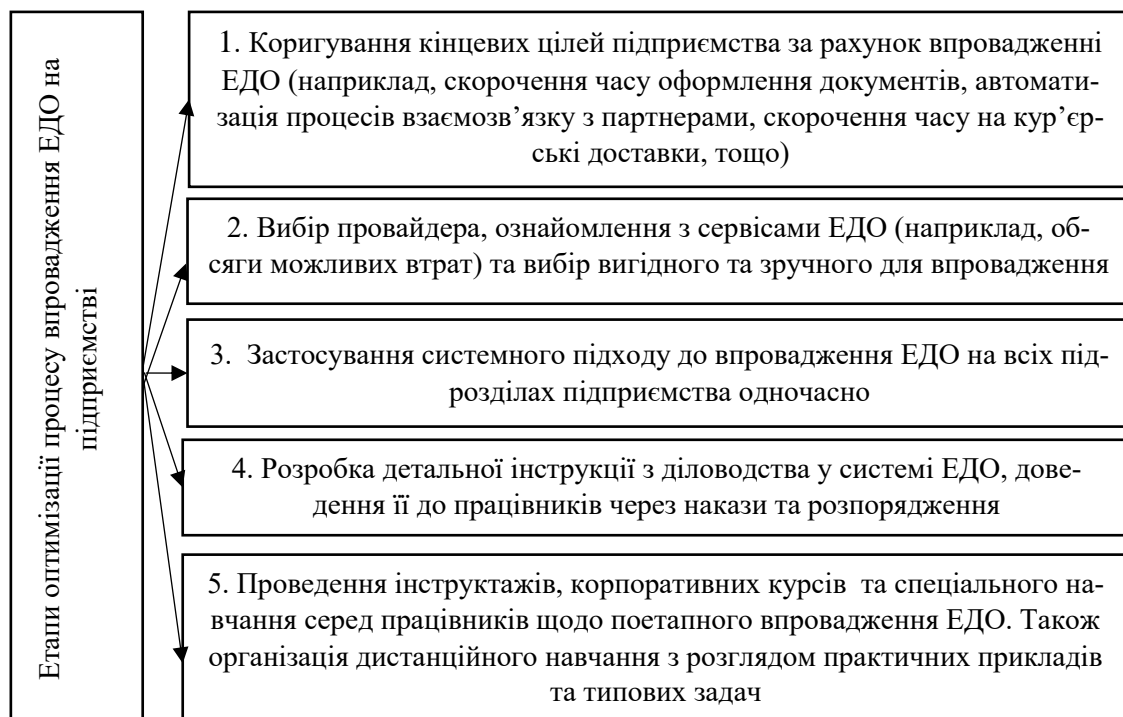 Етапи оптимізації процесу впровадження ЕДО на
підприємстві
1. Коригування кінцевих цілей підприємства за рахунок впровадженні
ЕДО (наприклад, скорочення часу оформлення документів, автомати-
зація процесів взаємозв’язку з партнерами, скорочення часу на кур’єр-
ські доставки, тощо)
2. Вибір провайдера, ознайомлення з сервісами ЕДО (наприклад, об-
сяги можливих втрат) та вибір вигідного та зручного для впровадження
3. Застосування системного підходу до впровадження ЕДО на всіх під-
розділах підприємства одночасно
4. Розробка детальної інструкції з діловодства у системі ЕДО, дове-
дення її до працівників через накази та розпорядження
5. Проведення інструктажів, корпоративних курсів та спеціального на-
вчання серед працівників щодо поетапного впровадження ЕДО. Також
організація дистанційного навчання з розглядом практичних прикладів
та типових задач